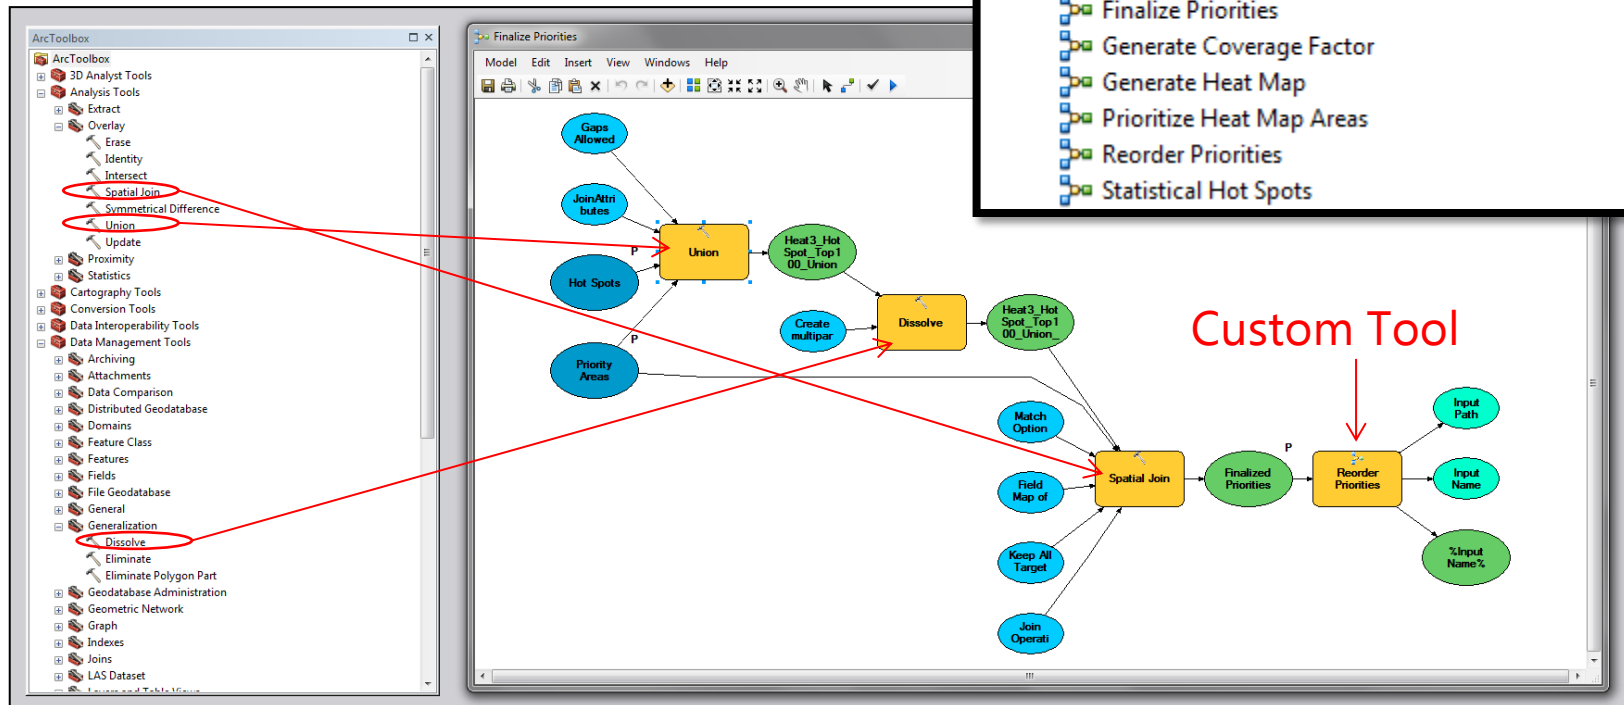 ArcToolbox
ArcToolbox
3D Analyst Tools
Analysis Tools
Extract
Overlay
Erase
Identity
Intersect
Spatial Join
Symmetrical Difference
Union
Update
Proximity
Statistics
Cartography Tools
Conversion Tools
Data Interoperability Tools
Data Management Tools
Archiving
Attachments
Data Comparison
Distributed Geodatabase
Domains
Feature Class
Features
Fields
File Geodatabase
General
Generalization
Dissolve
Eliminate
Eliminate Polygon Part
Geodatabase Administration
Geometric Network
Graph
Indexes
Joins
LAS Dataset
Layers and Table Views
Finalize Priorities
Model Edit Insert View Windows Help
Gaps
Allowed
JoinAttri
butes
P
Hot Spots
P
Priority
Areas
Union
Heat3_Hot
Spot_Top1
00_Union
Create
multipar
Dissolve
Heat3_Hot
Spot_Top1
00_Union_
Match
Option
Field
Map of
Keep All
Target
Join
Operati
Spatial Join
Finalized
Priorities
P
Reorder
Priorities
Input
Path
Input
Name
%Input
Name%
Custom Tool
Finalize Priorities
Generate Coverage Factor
Generate Heat Map
Prioritize Heat Map Areas
Reorder Priorities
Statistical Hot Spots